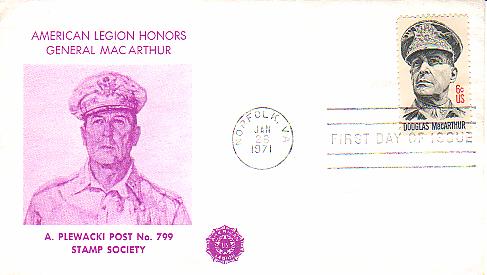 AMERICAN LEGION HONORS
GENERAL MACARTHUR
6c
US
DOUGLAS MACARTHUR
NORFOLK, VA
JAN
26
1971
FIRST DAY OF ISSUE
A. PLEWACKI POST No. 799
STAMP SOCIETY
US